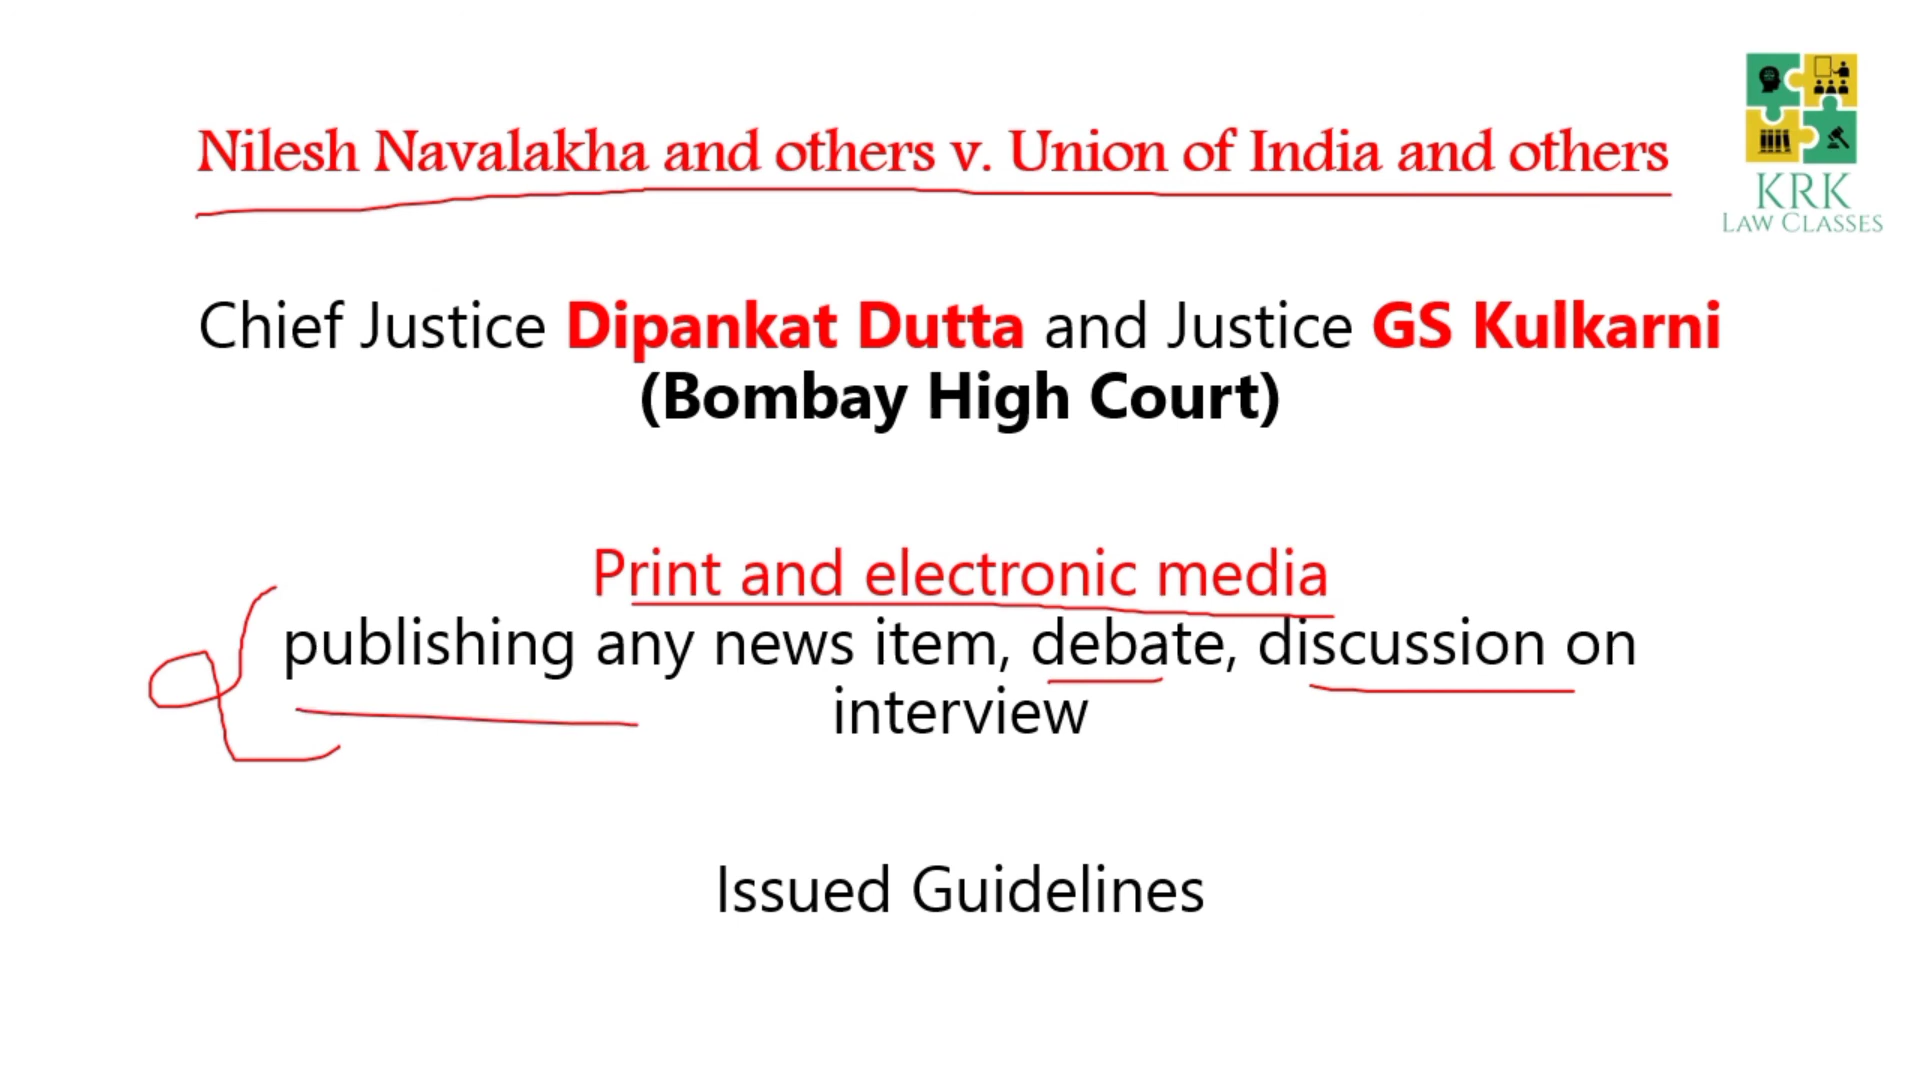 Nilesh Navalakha and others v. Union of India and others
KRK
LAW CLASSES
Chief Justice Dipankat Dutta and Justice GS Kulkarni
(Bombay High Court)
Print and electronic media
publishing any news item, debate, discussion on
interview
Issued Guidelines